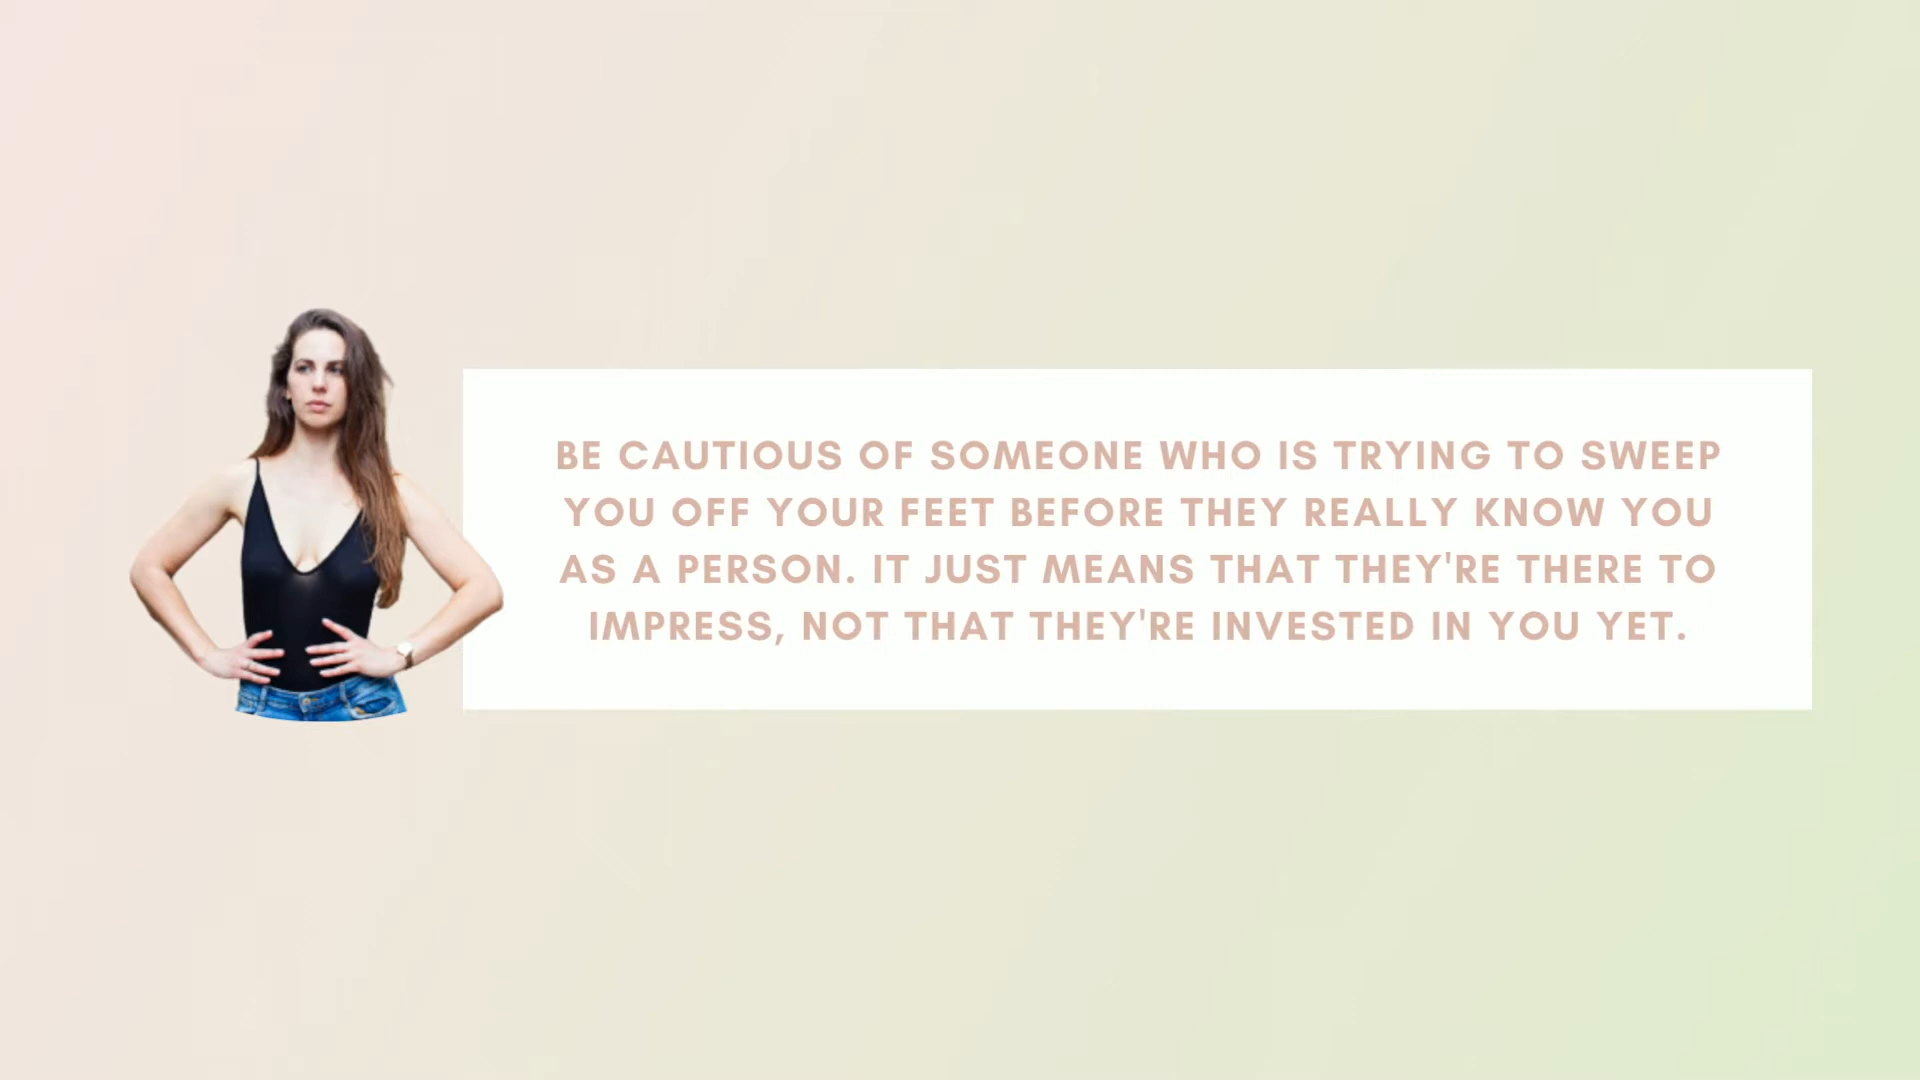 BE CAUTIOUS OF SOMEONE WHO IS TRYING TO SWEEP
YOU OFF YOUR FEET BEFORE THEY REALLY KNOW YOU
AS A PERSON. IT JUST MEANS THAT THEY'RE THERE TO
IMPRESS, NOT THAT THEY'RE INVESTED IN YOU YET.